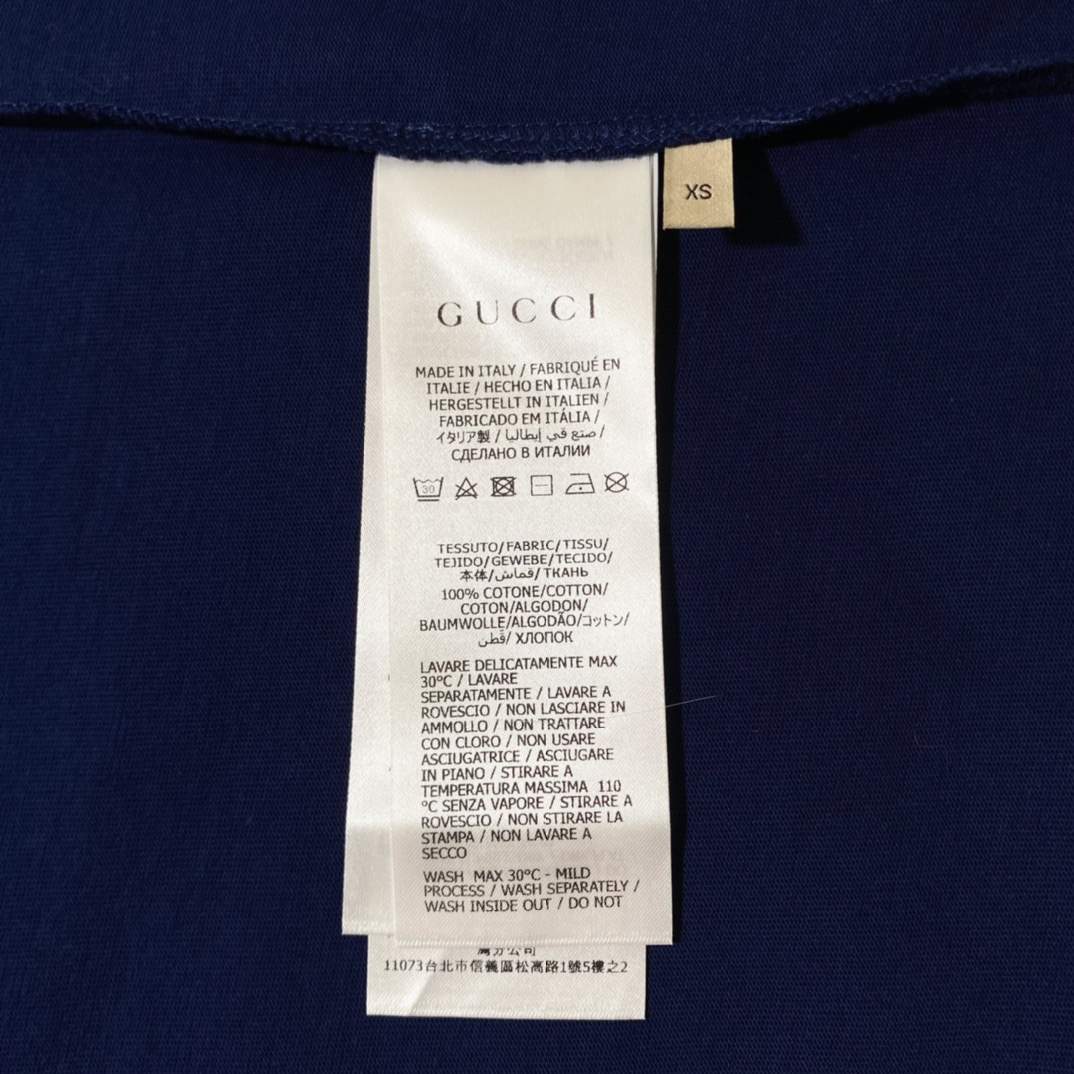 XS
GUCCI
MADE IN ITALY / FABRIQUÉ EN
ITALIE / HECHO EN ITALIA /
HERGESTELLT IN ITALIEN /
FABRICADO EM ITÁLIA /
イタリア製 / صنع في إيطاليا /
СДЕЛАНО В ИТАЛИИ
30
TESSUTO/FABRIC/TISSU/
TEJIDO/GEWEBE/TECIDO/
本体/قماش/ТКАНЬ
100% COTONE/COTTON/
COTON/ALGODON/
BAUMWOLLE/ALGODÃO/コットン/
قطن/ ХЛОПОК
LAVARE DELICATAMENTE MAX
30°C / LAVARE
SEPARATAMENTE / LAVARE A
ROVESCIO / NON LASCIARE IN
AMMOLLO / NON TRATTARE
CON CLORO / NON USARE
ASCIUGATRICE / ASCIUGARE
IN PIANO / STIRARE A
TEMPERATURA MASSIMA 110
°C SENZA VAPORE / STIRARE A
ROVESCIO / NON STIRARE LA
STAMPA / NON LAVARE A
SECCO
WASH MAX 30°C - MILD
PROCESS / WASH SEPARATELY /
WASH INSIDE OUT / DO NOT
灣分公司
11073台北市信義區松高路1號5樓之2